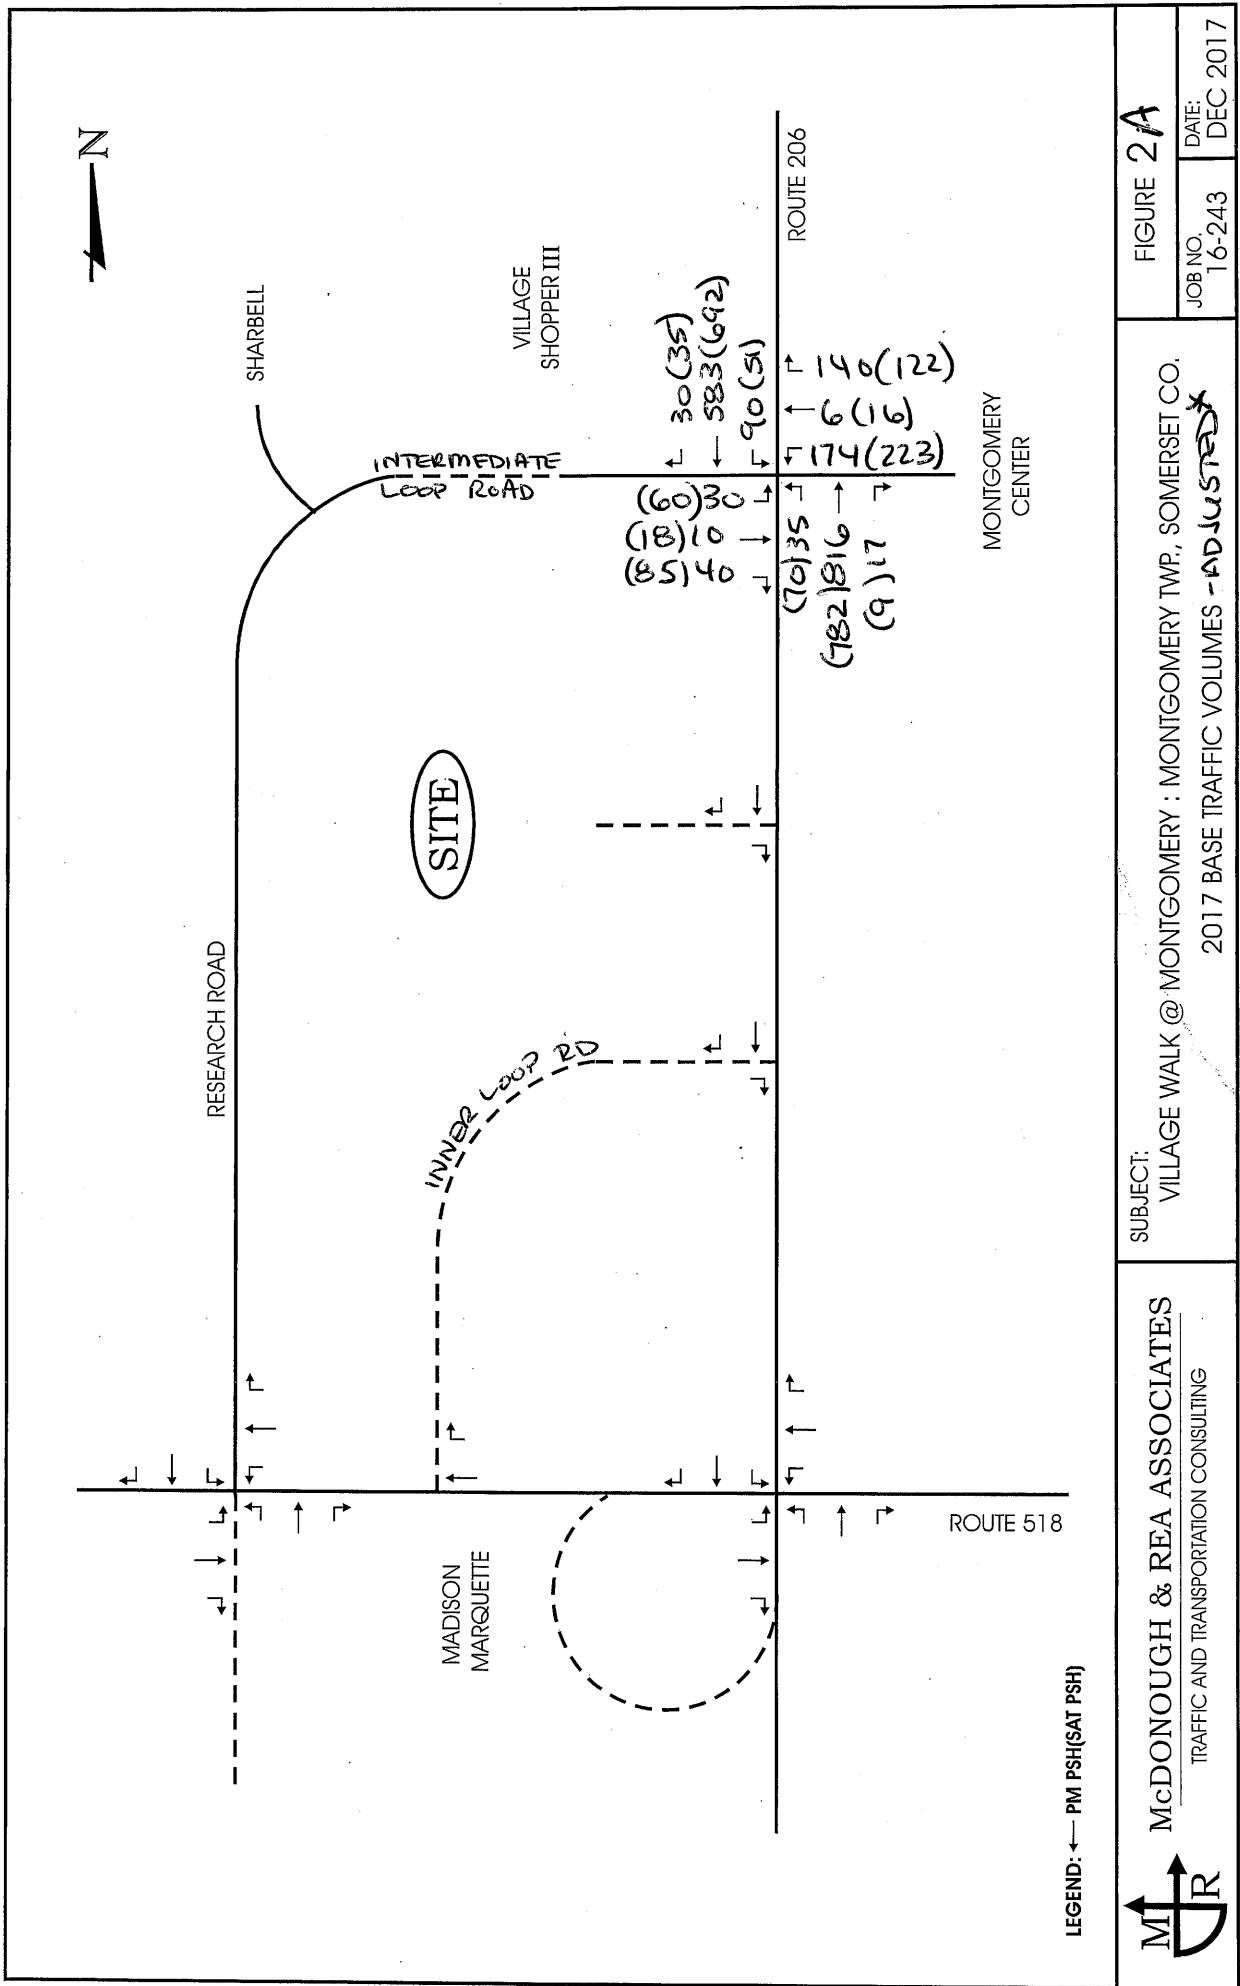 N
SHARBELL
VILLAGE
SHOPPER III
RESEARCH ROAD
INTERMEDIATE
LOOP ROAD
SITE
INNER LOOP RD
ROUTE 206
30(35)
583(692)
90(51)
140(122)
6(16)
174(223)
(60)30
(18)10
(85)40
(70)35
(782)816
(9)17
MONTGOMERY
CENTER
MADISON
MARQUETTE
ROUTE 518
LEGEND: ← PM PSH(SAT PSH)
M
R
McDONOUGH & REA ASSOCIATES
TRAFFIC AND TRANSPORTATION CONSULTING
SUBJECT:
VILLAGE WALK @ MONTGOMERY : MONTGOMERY TWP., SOMERSET CO.
2017 BASE TRAFFIC VOLUMES - ADJUSTED*
FIGURE 2A
JOB NO.
16-243
DATE:
DEC 2017